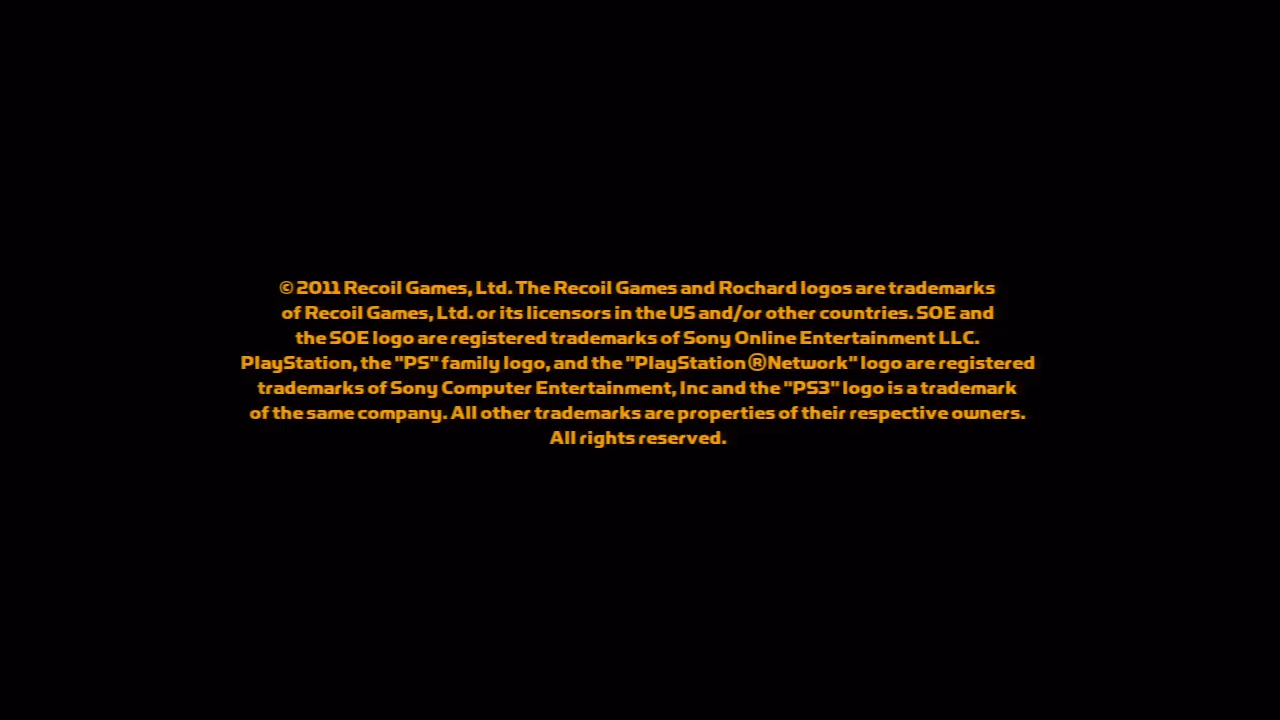 © 2011 Recoil Games, Ltd. The Recoil Games and Rochard logos are trademarks
of Recoil Games, Ltd. or its licensors in the US and/or other countries. SOE and
the SOE logo are registered trademarks of Sony Online Entertainment LLC.
PlayStation, the "PS" family logo, and the "PlayStation®Network" logo are registered
trademarks of Sony Computer Entertainment, Inc and the "PS3" logo is a trademark
of the same company. All other trademarks are properties of their respective owners.
All rights reserved.